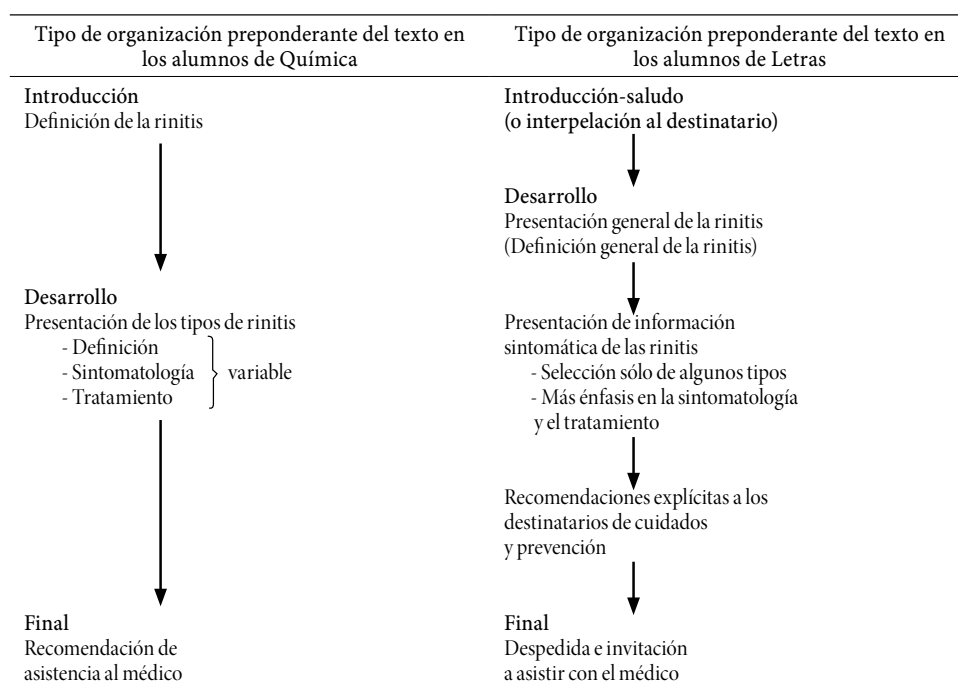 Tipo de organización preponderante del texto en
los alumnos de Química
Tipo de organización preponderante del texto en
los alumnos de Letras
Introducción
Definición de la rinitis
Desarrollo
Presentación de los tipos de rinitis
- Definición
- Sintomatología
- Tratamiento
variable
Final
Recomendación de
asistencia al médico
Introducción-saludo
(o interpelación al destinatario)
Desarrollo
Presentación general de la rinitis
(Definición general de la rinitis)
Presentación de información
sintomática de las rinitis
- Selección sólo de algunos tipos
- Más énfasis en la sintomatología
y el tratamiento
Recomendaciones explícitas a los
destinatarios de cuidados
y prevención
Final
Despedida e invitación
a asistir con el médico